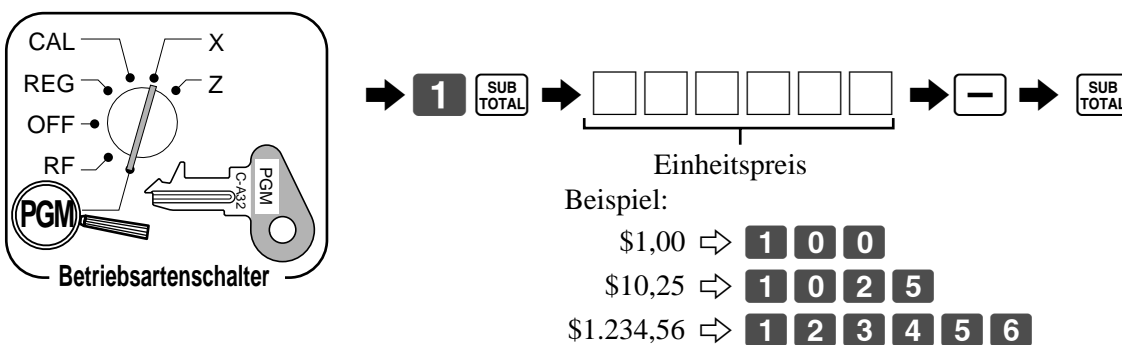 CAL
X
REG
Z
OFF
RF
PGM
PGM
C-A32
Betriebsartenschalter
1 SUB TOTAL
−
SUB TOTAL
Einheitspreis
Beispiel:
$1,00 ⇨ 1 0 0
$10,25 ⇨ 1 0 2 5
$1.234,56 ⇨ 1 2 3 4 5 6